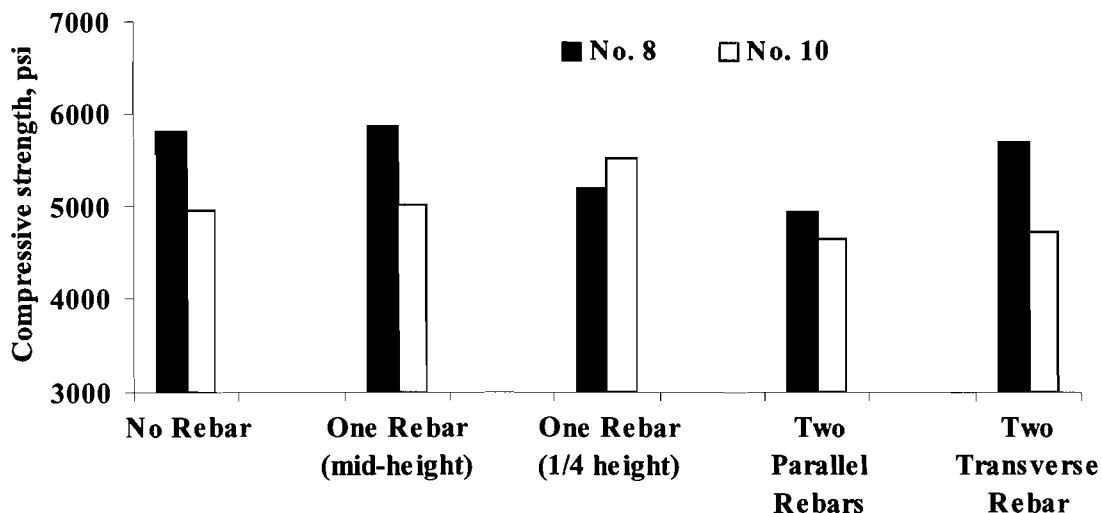 Compressive strength, psi
7000
6000
5000
4000
3000
No. 8
No. 10
No Rebar
One Rebar
(mid-height)
One Rebar
(1/4 height)
Two
Parallel
Rebars
Two
Transverse
Rebar